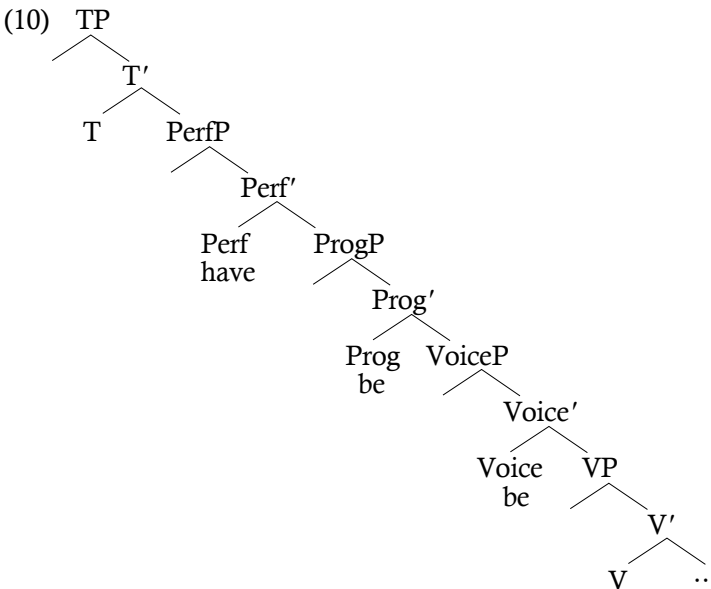 (10) TP
T′
T PerfP
Perf′
Perf ProgP
have
Prog′
Prog VoiceP
be
Voice′
Voice VP
be
V′
V ..